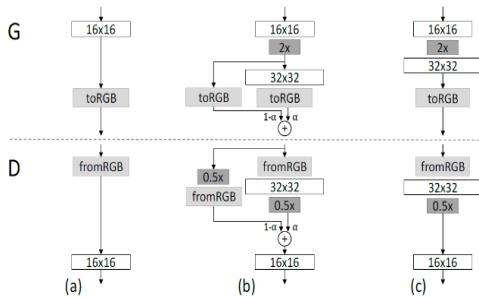 G
16x16
toRGB
16x16
2x
32x32
toRGB toRGB
1-α α
+
16x16
2x
32x32
toRGB
D
fromRGB
16x16
(a)
fromRGB
0.5x
32x32
fromRGB
0.5x
1-α α
+
16x16
(b)
fromRGB
32x32
0.5x
16x16
(c)